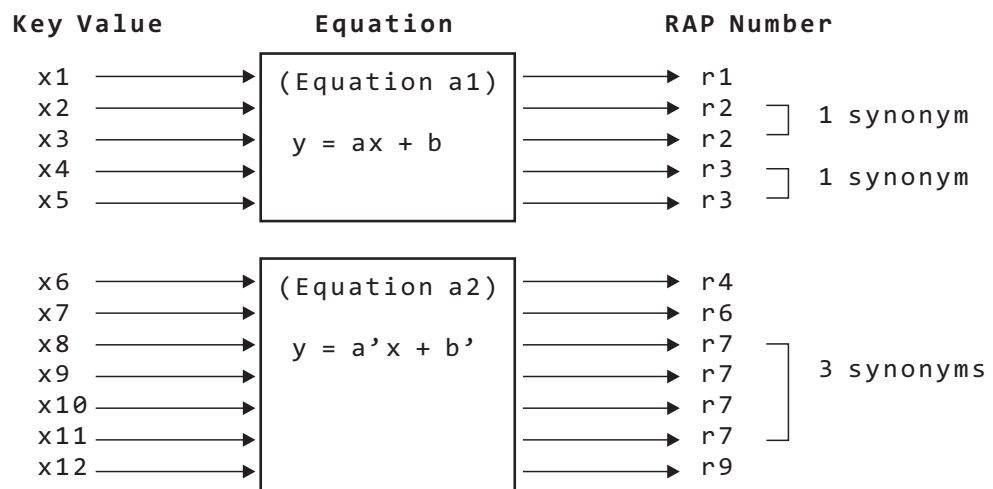 Key Value Equation RAP Number
x1 (Equation a1) r1
x2 r2 1 synonym
x3 y = ax + b r2
x4 r3 1 synonym
x5 r3
x6 (Equation a2) r4
x7 r6
x8 y = a’x + b’ r7
x9 r7 3 synonyms
x10 r7
x11 r7
x12 r9